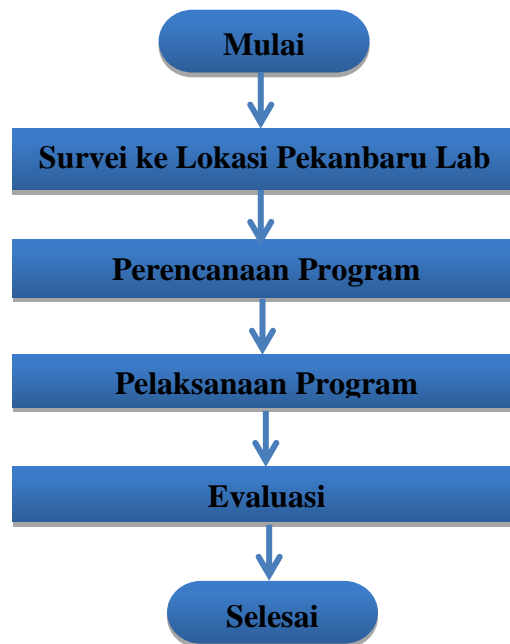 Mulai
Survei ke Lokasi Pekanbaru Lab
Perencanaan Program
Pelaksanaan Program
Evaluasi
Selesai